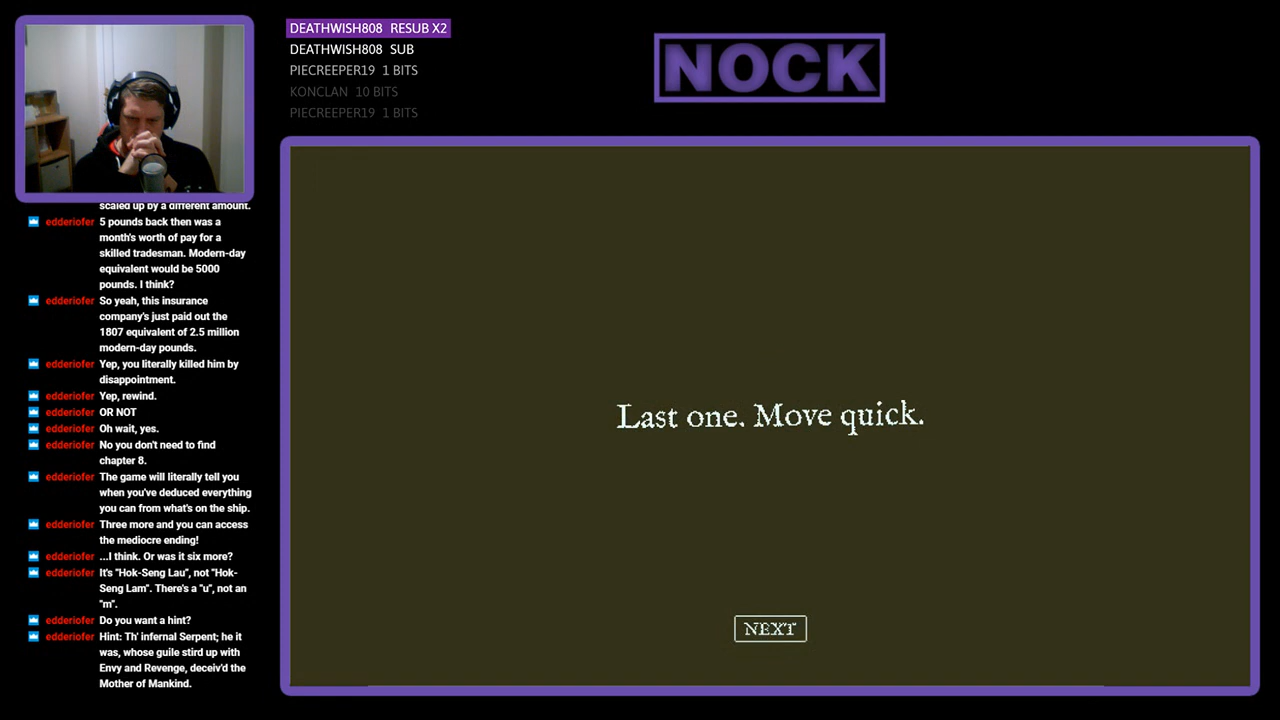 DEATHWISH808 RESUB X2
DEATHWISH808 SUB
PIECREEPER19 1 BITS
KONCLAN 10 BITS
PIECREEPER19 1 BITS
NOCK
scaled up by a different amount.
edderiofer 5 pounds back then was a
month's worth of pay for a
skilled tradesman. Modern-day
equivalent would be 5000
pounds. I think?
edderiofer So yeah, this insurance
company's just paid out the
1807 equivalent of 2.5 million
modern-day pounds.
edderiofer Yep, you literally killed him by
disappointment.
edderiofer Yep, rewind.
edderiofer OR NOT
edderiofer Oh wait, yes.
edderiofer No you don't need to find
chapter 8.
edderiofer The game will literally tell you
when you've deduced everything
you can from what's on the ship.
edderiofer Three more and you can access
the mediocre ending!
edderiofer ...I think. Or was it six more?
edderiofer It's "Hok-Seng Lau", not "Hok-
Seng Lam". There's a "u", not an
"m".
edderiofer Do you want a hint?
edderiofer Hint: Th' infernal Serpent; he it
was, whose guile stird up with
Envy and Revenge, deceiv'd the
Mother of Mankind.
Last one. Move quick.
NEXT